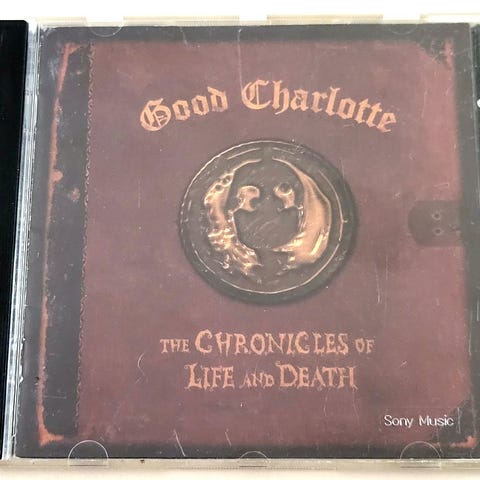 Good Charlotte
THE CHRONICLES OF
LIFE AND DEATH
Sony Music